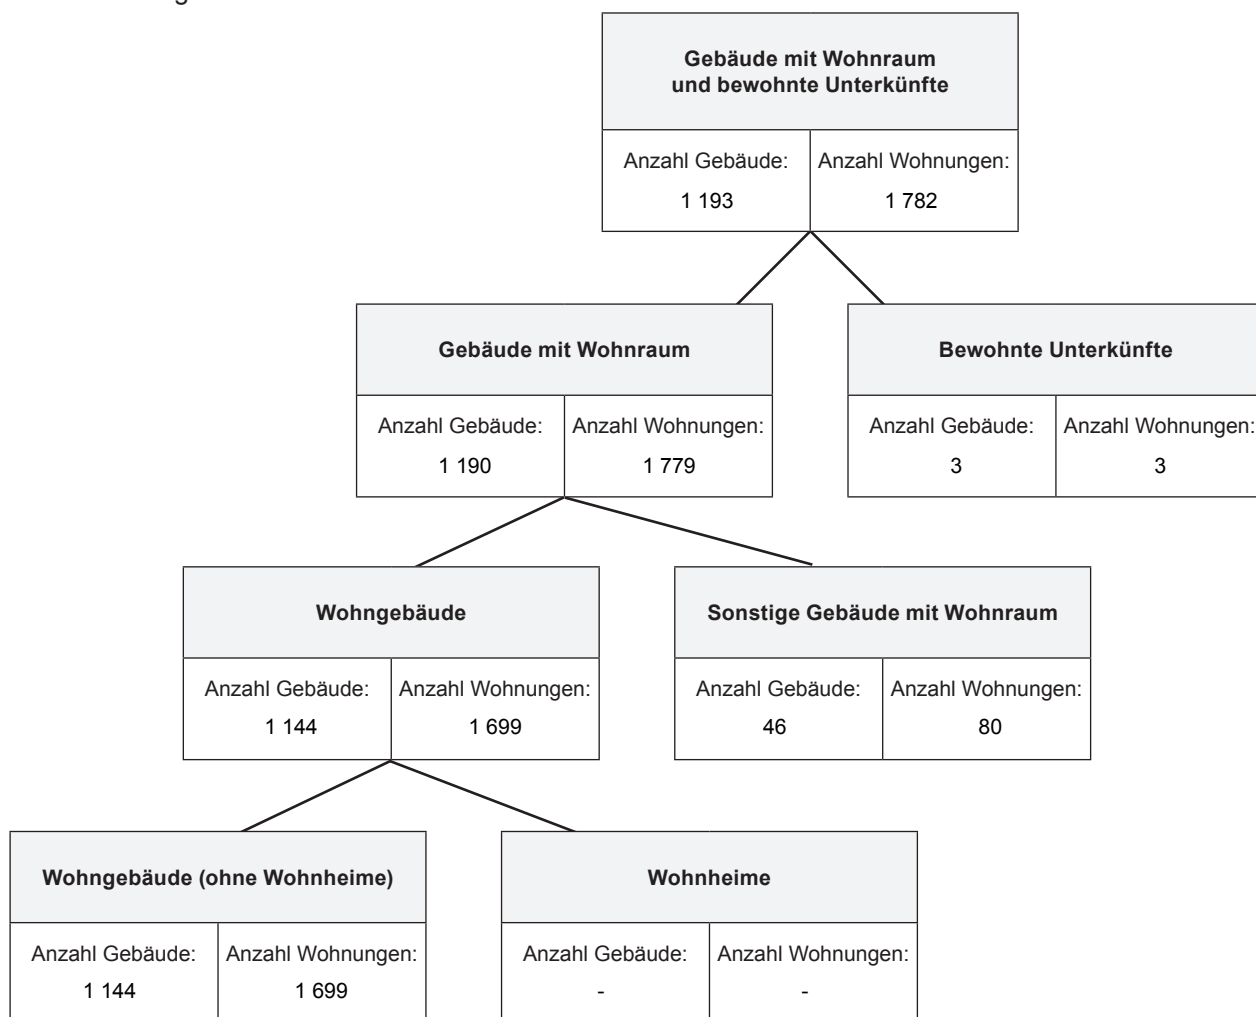 Gebäude mit Wohnraum
und bewohnte Unterkünfte
Anzahl Gebäude: Anzahl Wohnungen:
1 193 1 782
Gebäude mit Wohnraum
Anzahl Gebäude: Anzahl Wohnungen:
1 190 1 779
Bewohnte Unterkünfte
Anzahl Gebäude: Anzahl Wohnungen:
3 3
Wohngebäude
Anzahl Gebäude: Anzahl Wohnungen:
1 144 1 699
Sonstige Gebäude mit Wohnraum
Anzahl Gebäude: Anzahl Wohnungen:
46 80
Wohngebäude (ohne Wohnheime)
Anzahl Gebäude: Anzahl Wohnungen:
1 144 1 699
Wohnheime
Anzahl Gebäude: Anzahl Wohnungen:
- -